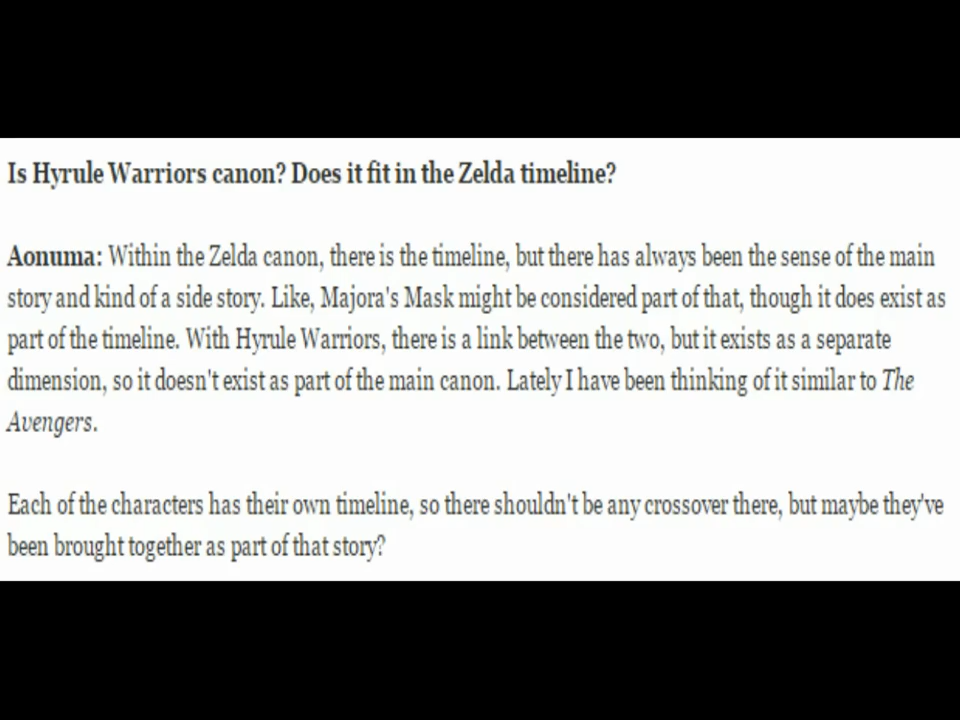 Is Hyrule Warriors canon? Does it fit in the Zelda timeline?
Aonuma: Within the Zelda canon, there is the timeline, but there has always been the sense of the main
story and kind of a side story. Like, Majora's Mask might be considered part of that, though it does exist as
part of the timeline. With Hyrule Warriors, there is a link between the two, but it exists as a separate
dimension, so it doesn't exist as part of the main canon. Lately I have been thinking of it similar to The
Avengers.
Each of the characters has their own timeline, so there shouldn't be any crossover there, but maybe they've
been brought together as part of that story?